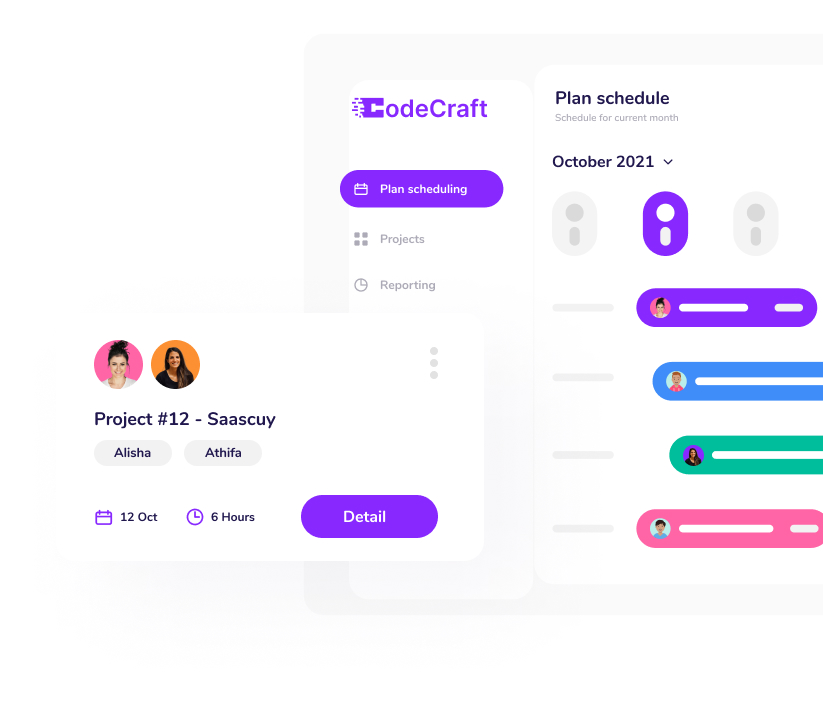 CodeCraft
Plan scheduling
Projects
Reporting
Plan schedule
Schedule for current month
October 2021
Project #12 - Saascuy
Alisha
Athifa
12 Oct
6 Hours
Detail